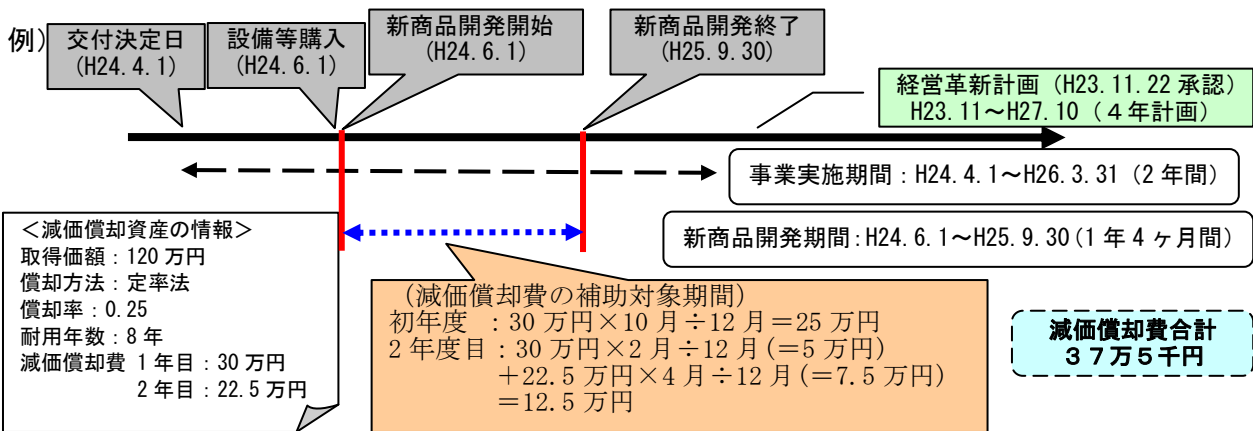 例)
交付決定日
(H24.4.1)
設備等購入
(H24.6.1)
新商品開発開始
(H24.6.1)
新商品開発終了
(H25.9.30)
経営革新計画（H23.11.22 承認）
H23.11～H27.10（４年計画）
事業実施期間：H24.4.1～H26.3.31（2 年間）
新商品開発期間:H24.6.1～H25.9.30(1 年 4 ヶ月間)
＜減価償却資産の情報＞
取得価額：120 万円
償却方法：定率法
償却率：0.25
耐用年数：8 年
減価償却費 1 年目：30 万円
2 年目：22.5 万円
（減価償却費の補助対象期間）
初年度 ：30 万円×10 月÷12 月＝25 万円
2 年度目：30 万円×2 月÷12 月(＝5 万円)
＋22.5 万円×4 月÷12 月(＝7.5 万円)
＝12.5 万円
減価償却費合計
３７万５千円